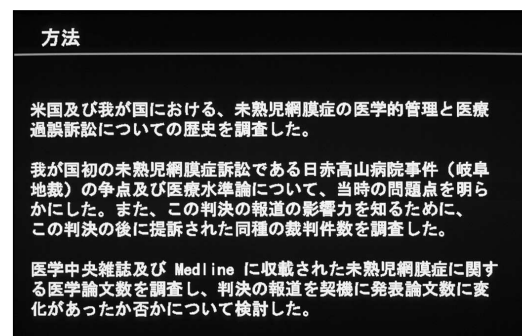 方法
米国及び我が国における、未熟児網膜症の医学的管理と医療
過誤訴訟についての歴史を調査した。
我が国初の未熟児網膜症訴訟である日赤高山病院事件（岐阜
地裁）の争点及び医療水準論について、当時の問題点を明ら
かにした。また、この判決の報道の影響力を知るために、
この判決の後に提訴された同種の裁判件数を調査した。
医学中央雑誌及び Medline に収載された未熟児網膜症に関す
る医学論文数を調査し、判決の報道を契機に発表論文数に変
化があったか否かについて検討した。